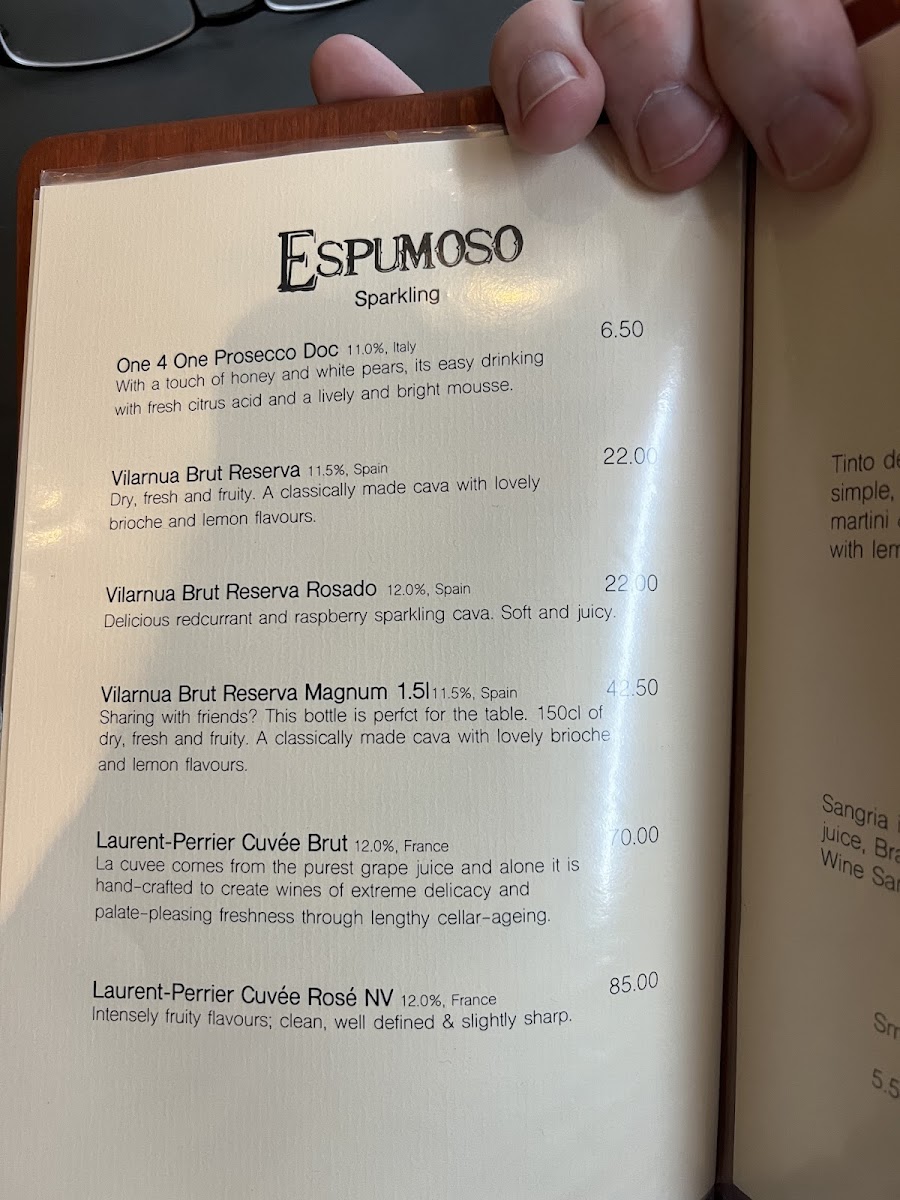 ESPUMOSO
Sparkling
One 4 One Prosecco Doc 11.0%, Italy 6.50
With a touch of honey and white pears, its easy drinking
with fresh citrus acid and a lively and bright mousse.
Vilarnua Brut Reserva 11.5%, Spain 22.00
Dry, fresh and fruity. A classically made cava with lovely
brioche and lemon flavours.
Vilarnua Brut Reserva Rosado 12.0%, Spain 22.00
Delicious redcurrant and raspberry sparkling cava. Soft and juicy.
Vilarnua Brut Reserva Magnum 1.5l 11.5%, Spain 42.50
Sharing with friends? This bottle is perfct for the table. 150cl of
dry, fresh and fruity. A classically made cava with lovely brioche
and lemon flavours.
Laurent-Perrier Cuvée Brut 12.0%, France 70.00
La cuvee comes from the purest grape juice and alone it is
hand-crafted to create wines of extreme delicacy and
palate-pleasing freshness through lengthy cellar-ageing.
Laurent-Perrier Cuvée Rosé NV 12.0%, France 85.00
Intensely fruity flavours; clean, well defined & slightly sharp.
Tinto
simple,
martini
with
Sangria
juice,
Wine